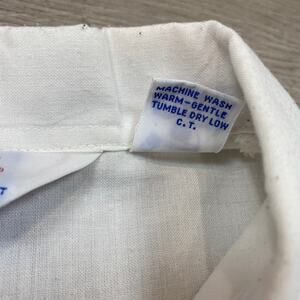 MACHINE WASH
WARM-GENTLE
TUMBLE DRY LOW
C. T.